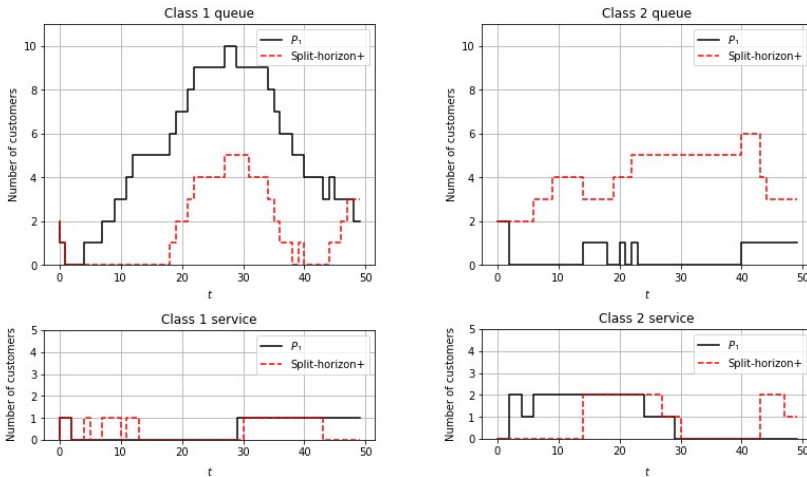 Class 1 queue
Number of customers
10
8
6
4
2
0
P₁
Split-horizon+
0 10 20 30 40 50
t
Class 2 queue
Number of customers
10
8
6
4
2
0
P₁
Split-horizon+
0 10 20 30 40 50
t
Class 1 service
Number of customers
5
4
3
2
1
0
P₁
Split-horizon+
0 10 20 30 40 50
t
Class 2 service
Number of customers
5
4
3
2
1
0
P₁
Split-horizon+
0 10 20 30 40 50
t